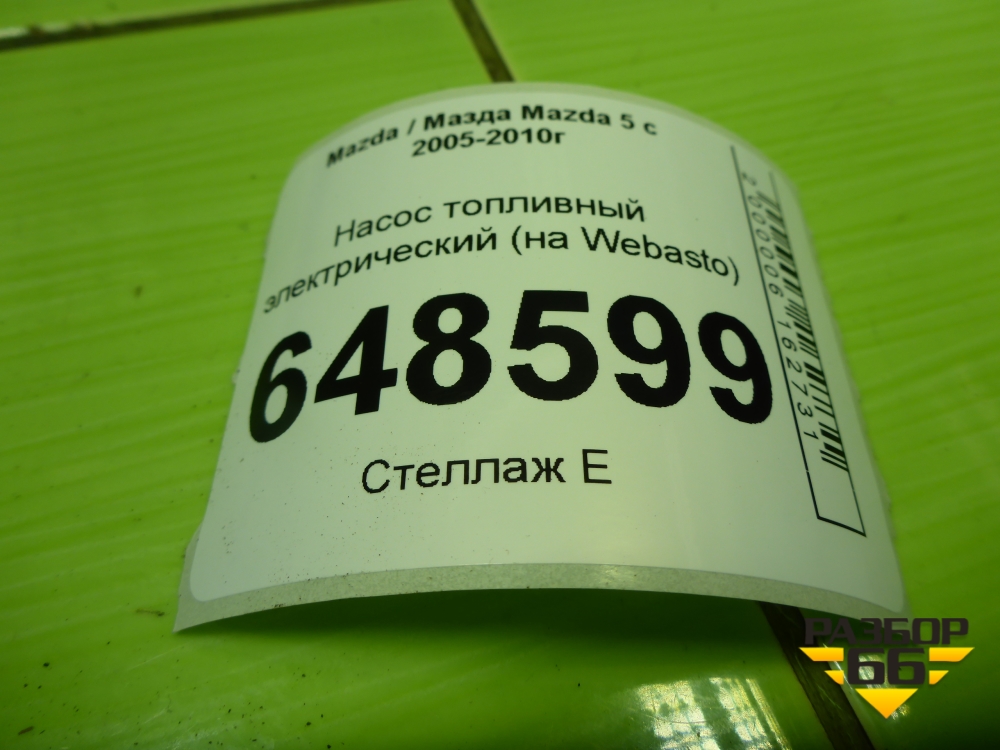 Mazda / Мазда Mazda 5 с
2005-2010г
Насос топливный
электрический (на Webasto)
648599
Стеллаж Е
2000006162731
РАЗБОР
66